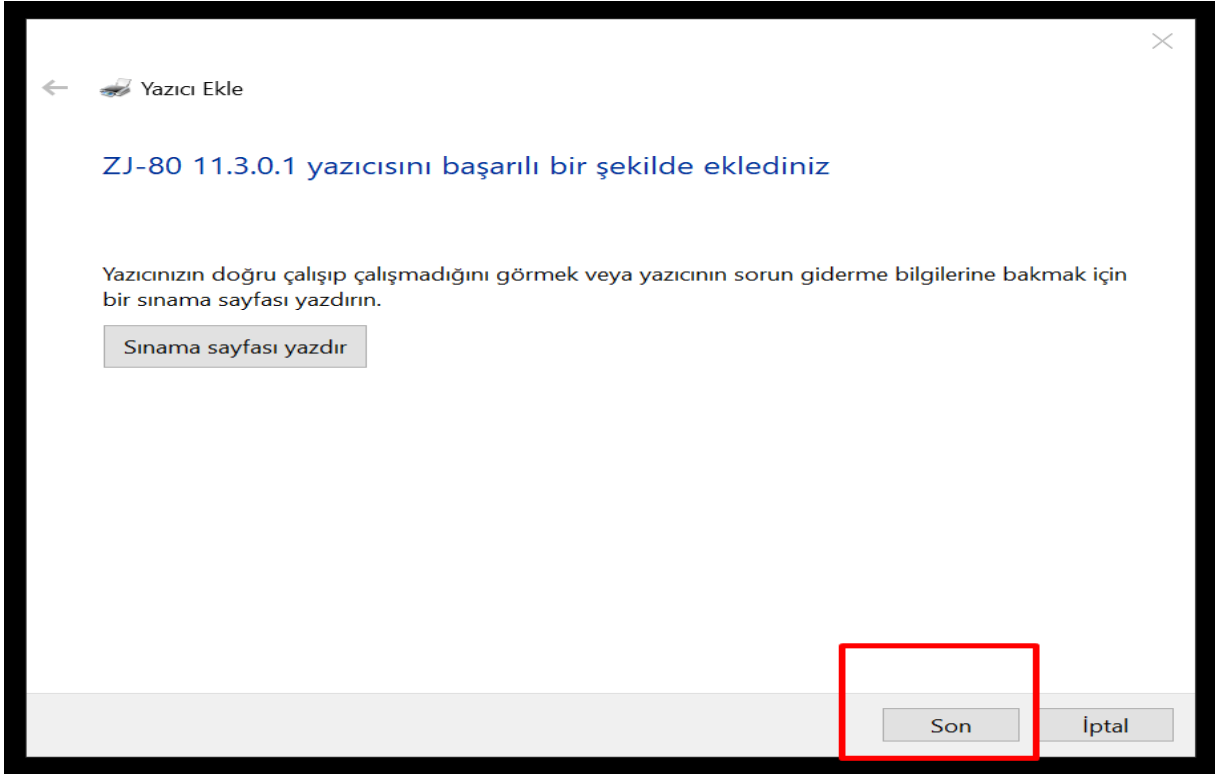 Yazıcı Ekle
ZJ-80 11.3.0.1 yazıcısını başarılı bir şekilde eklediniz
Yazıcınızın doğru çalışıp çalışmadığını görmek veya yazıcının sorun giderme bilgilerine bakmak için
bir sınama sayfası yazdırın.
Sınama sayfası yazdır
Son
İptal